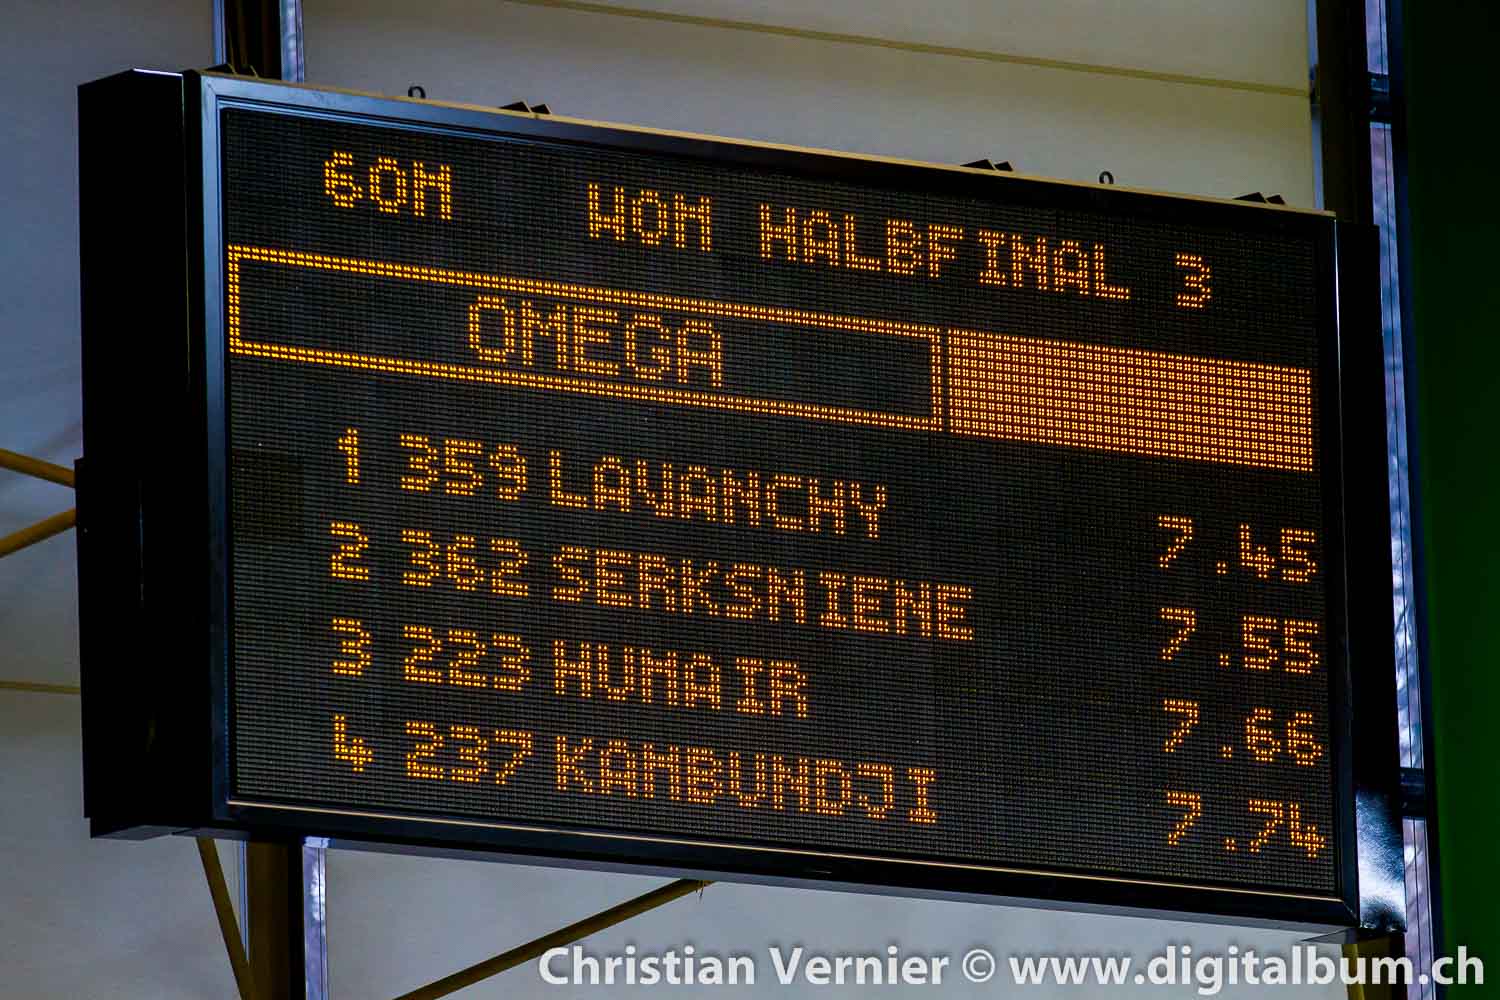 60M WOM HALBFINAL 3
OMEGA
1 359 LAVANCHY 7.45
2 362 SERKSNIENE 7.55
3 223 HUMAIR 7.66
4 237 KAMBUNDJI 7.74
Christian Vernier © www.digitalbum.ch